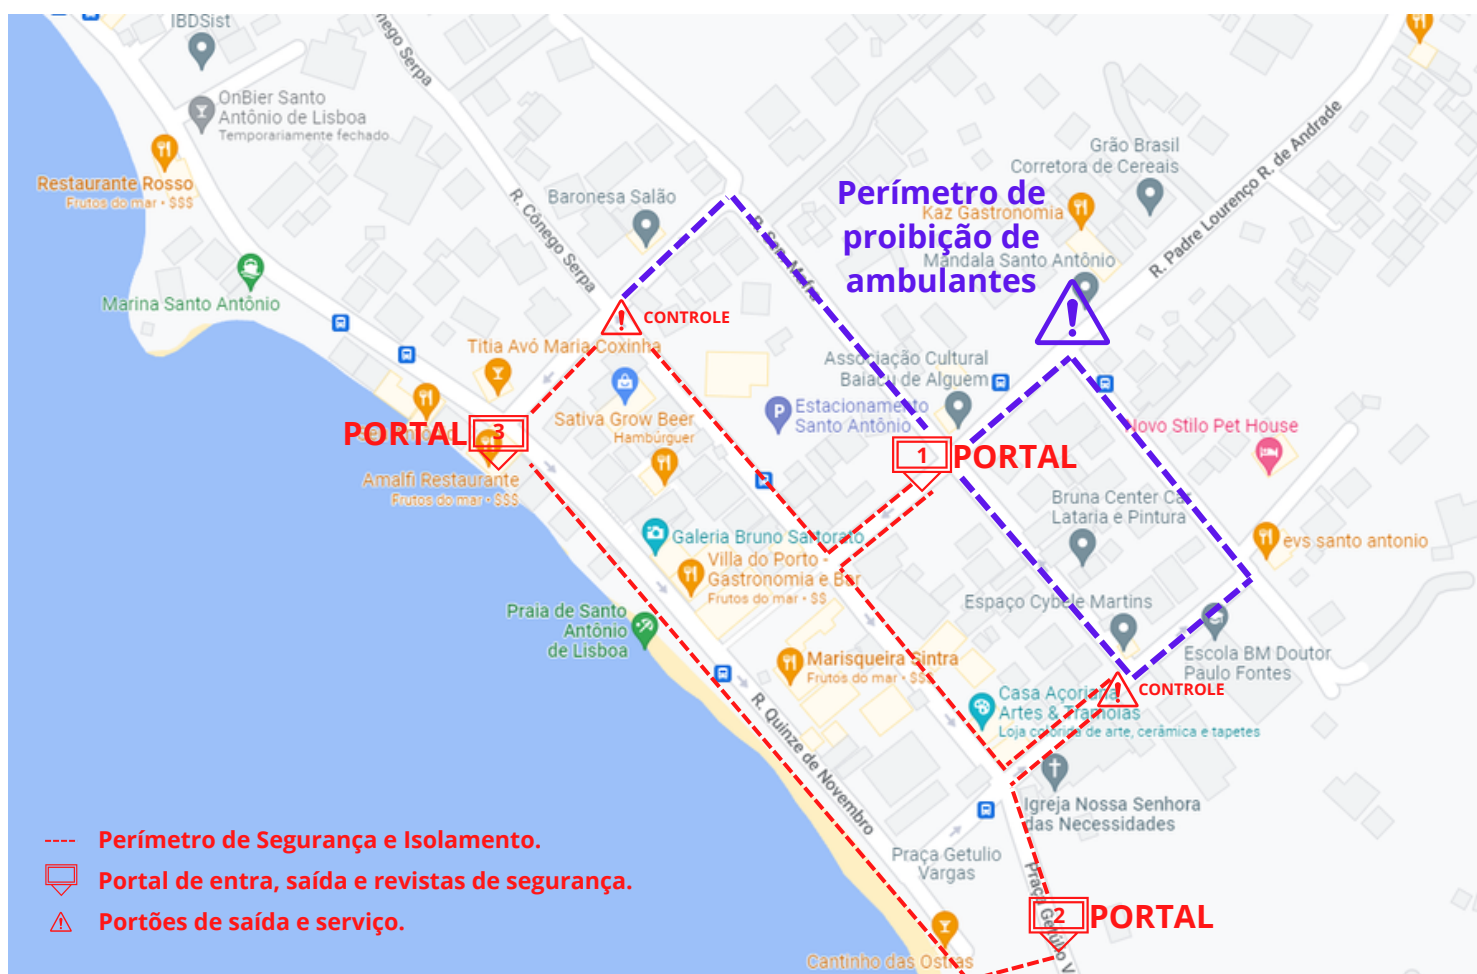 IBDSist
OnBier Santo
Antônio de Lisboa
Temporariamente fechado
Restaurante Rosso
Frutos do mar • $$$
Marina Santo Antônio
nego Serpa
R. Cônego Serpa
Baronesa Salão
Grão Brasil
Corretora de Cereais
R. Padre Lourenço R. de Andrade
Perímetro de
proibição de
ambulantes
Kaz Gastronomia
Mandala Santo Antônio
CONTROLE
Titia Avó Maria Coxinha
Associação Cultural
Baiacu de Alguem
Estacionamento
Santo Antônio
Sativa Grow Beer
Hambúrguer
PORTAL
3
Amalfi Restaurante
Frutos do mar • $$$
1
PORTAL
Novo Stilo Pet House
Bruna Center Car
Lataria e Pintura
evs santo antonio
Galeria Bruno Sartorato
Villa do Porto -
Gastronomia e Bar
Frutos do mar • $$
Praia de Santo
Antônio
de Lisboa
Espaço Cybele Martins
Escola BM Doutor
Paulo Fontes
Marisqueira Sintra
Frutos do mar • $$$
CONTROLE
Casa Açoriana
Artes & Tramóias
Loja colorida de arte, cerâmica e tapetes
R. Quinze de Novembro
Igreja Nossa Senhora
das Necessidades
Praça Getulio
Vargas
Praça Getúlio V
2
PORTAL
Cantinho das Ostras
Perímetro de Segurança e Isolamento.
Portal de entra, saída e revistas de segurança.
Portões de saída e serviço.